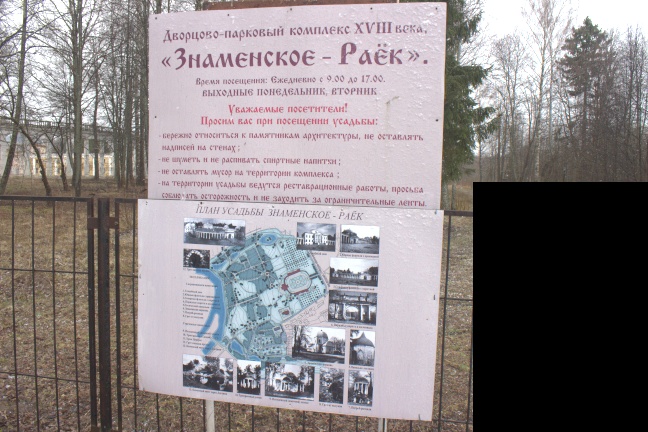 Дворцово-парковый комплекс XVIII века.
«Знаменское - Раёк».
Время посещения: Ежедневно с 9.00 до 17.00.
выходные понедельник, вторник
Уважаемые посетители!
Просим вас при посещении усадьбы:
- бережно относиться к памятникам архитектуры, не оставлять
надписей на стенах;
- не шуметь и не распивать спиртные напитки;
- не оставлять мусор на территории комплекса;
- на территории усадьбы ведутся реставрационные работы, просьба
соблюдать осторожность и не заходить за ограничительные ленты.
ПЛАН УСАДЬБЫ ЗНАМЕНСКОЕ - РАЁК